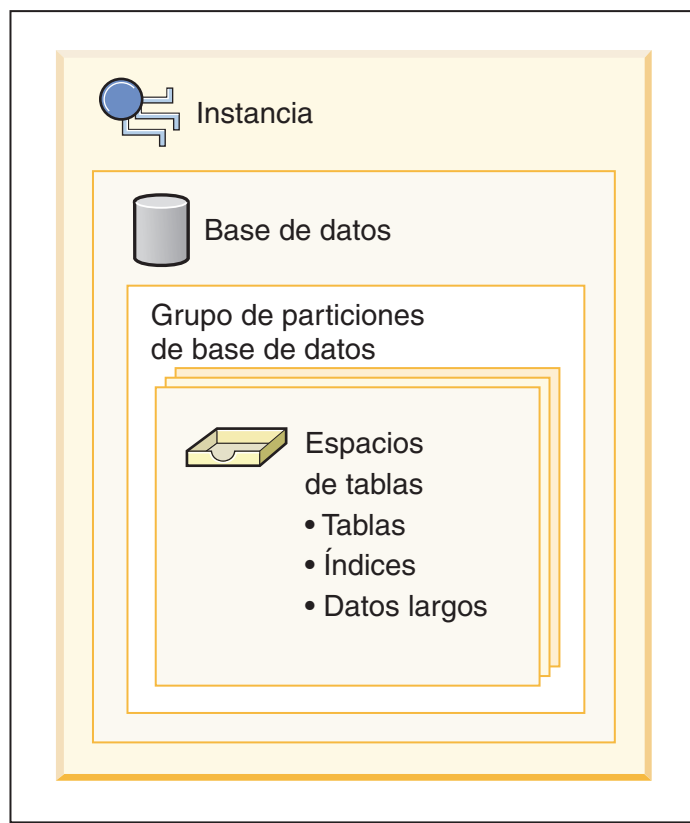 Instancia
Base de datos
Grupo de particiones
de base de datos
Espacios
de tablas
• Tablas
• Índices
• Datos largos